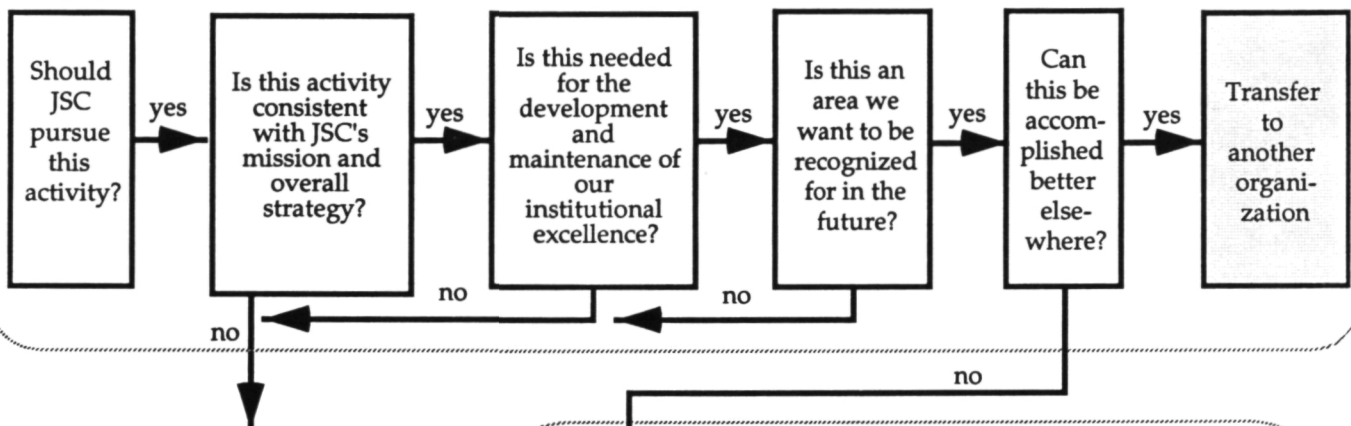 Should
JSC
pursue
this
activity?
yes
Is this activity
consistent
with JSC's
mission and
overall
strategy?
yes
Is this needed
for the
development
and
maintenance of
our
institutional
excellence?
yes
Is this an
area we
want to be
recognized
for in the
future?
yes
Can
this be
accom-
plished
better
else-
where?
yes
Transfer
to
another
organi-
zation
no
no
no
no